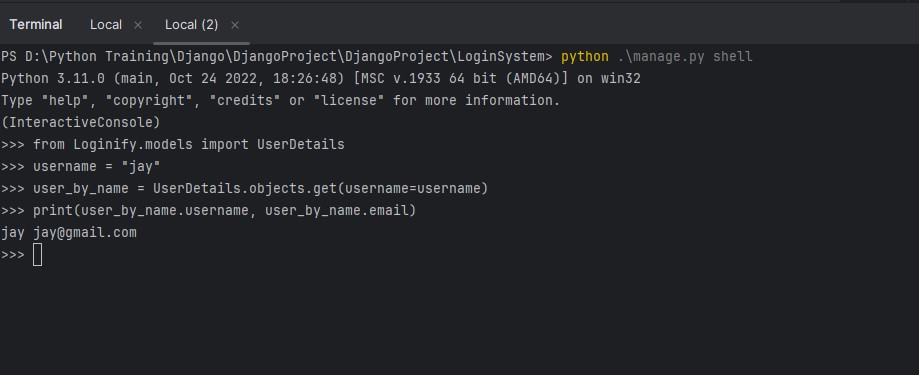 Terminal Local × Local (2) ×
PS D:\Python Training\Django\DjangoProject\DjangoProject\LoginSystem> python .\manage.py shell
Python 3.11.0 (main, Oct 24 2022, 18:26:48) [MSC v.1933 64 bit (AMD64)] on win32
Type "help", "copyright", "credits" or "license" for more information.
(InteractiveConsole)
>>> from Loginify.models import UserDetails
>>> username = "jay"
>>> user_by_name = UserDetails.objects.get(username=username)
>>> print(user_by_name.username, user_by_name.email)
jay jay@gmail.com
>>>